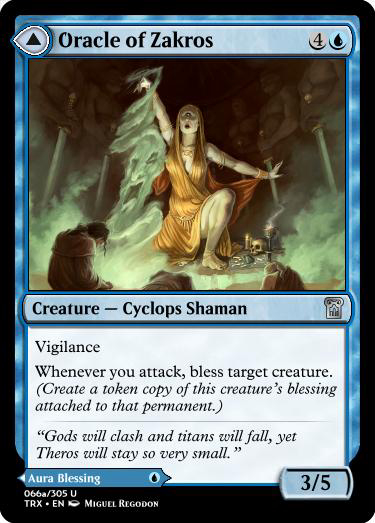 Oracle of Zakros 4
Creature — Cyclops Shaman
Vigilance
Whenever you attack, bless target creature.
(Create a token copy of this creature's blessing
attached to that permanent.)
"Gods will clash and titans will fall, yet
Theros will stay so very small."
Aura Blessing
3/5
066a/305 U
TRX • EN Miguel Regodon